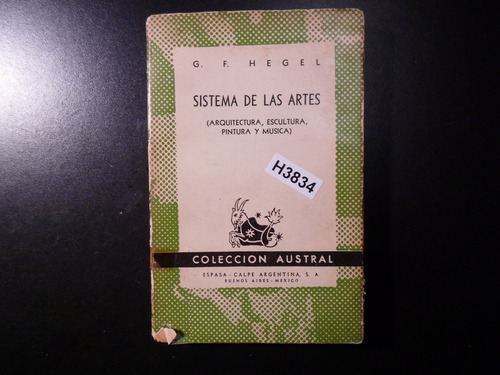 G. F. HEGEL
SISTEMA DE LAS ARTES
(ARQUITECTURA, ESCULTURA,
PINTURA Y MUSICA)
H3834
COLECCION AUSTRAL
ESPASA - CALPE ARGENTINA, S. A.
BUENOS AIRES - MEXICO